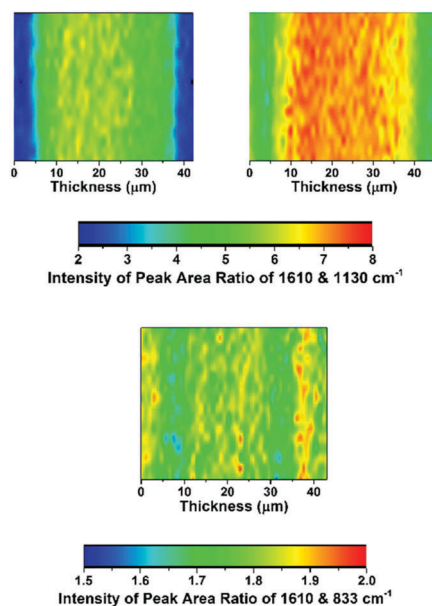 0 10 20 30 40 0 10 20 30 40
Thickness (μm) Thickness (μm)
2 3 4 5 6 7 8
Intensity of Peak Area Ratio of 1610 & 1130 cm⁻¹
0 10 20 30 40
Thickness (μm)
1.5 1.6 1.7 1.8 1.9 2.0
Intensity of Peak Area Ratio of 1610 & 833 cm⁻¹